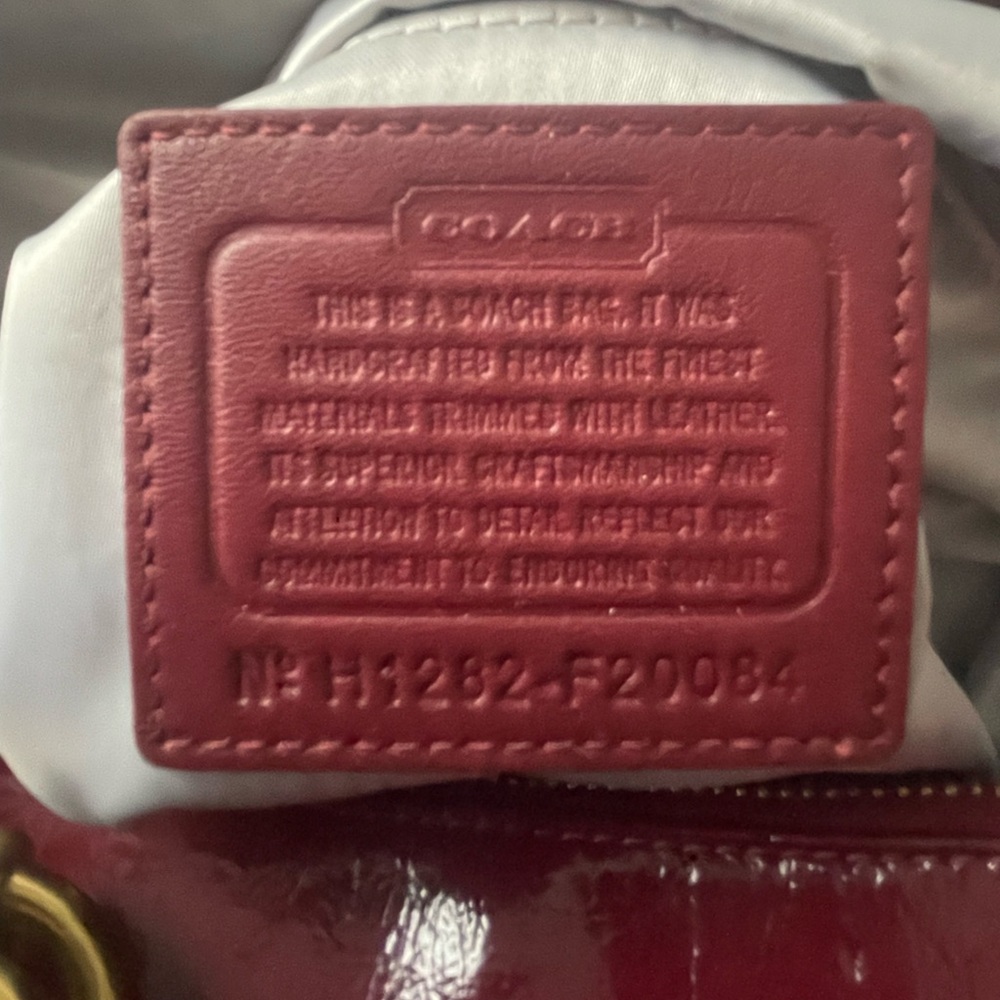 COACH
THIS IS A COACH BAG. IT WAS
HANDCRAFTED FROM THE FINEST
MATERIALS TRIMMED WITH LEATHER.
ITS SUPERIOR CRAFTSMANSHIP AND
ATTENTION TO DETAIL REFLECT OUR
COMMITMENT TO ENDURING QUALITY.
Nº H1282-F20084